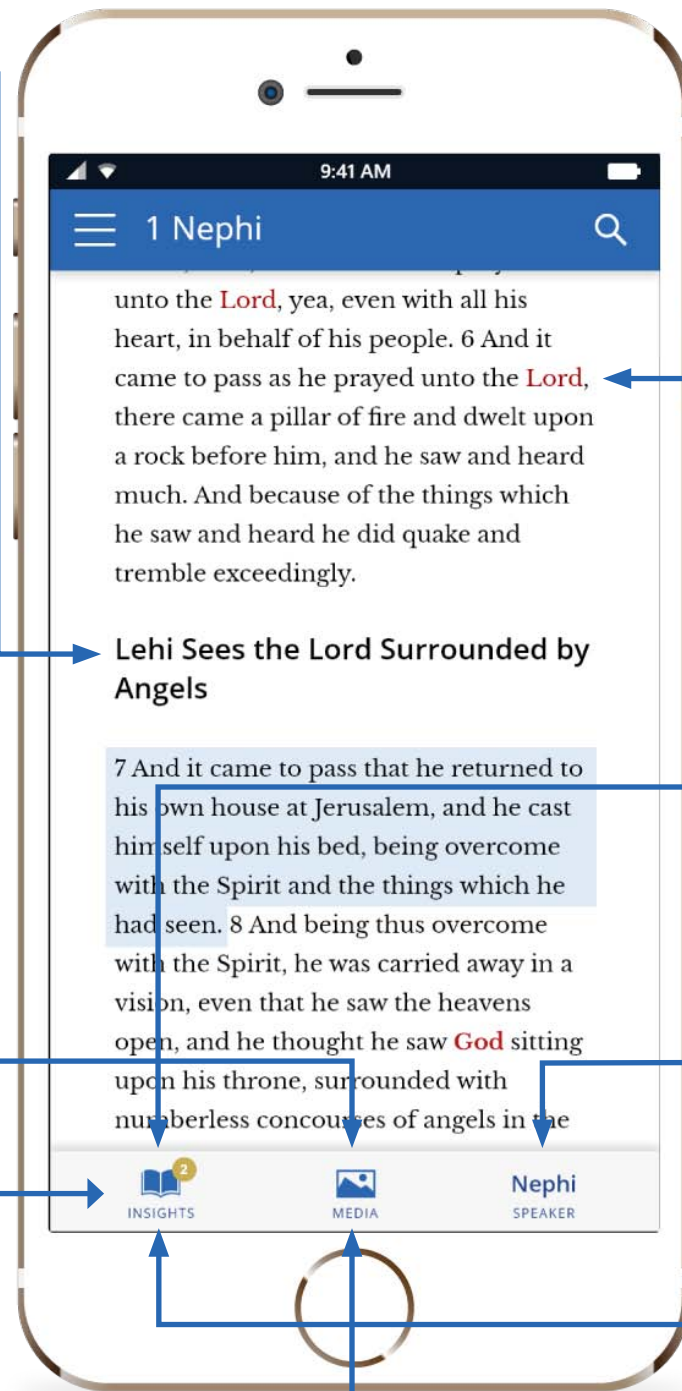 9:41 AM
1 Nephi
unto the Lord, yea, even with all his
heart, in behalf of his people. 6 And it
came to pass as he prayed unto the Lord,
there came a pillar of fire and dwelt upon
a rock before him, and he saw and heard
much. And because of the things which
he saw and heard he did quake and
tremble exceedingly.
Lehi Sees the Lord Surrounded by
Angels
7 And it came to pass that he returned to
his own house at Jerusalem, and he cast
himself upon his bed, being overcome
with the Spirit and the things which he
had seen. 8 And being thus overcome
with the Spirit, he was carried away in a
vision, even that he saw the heavens
open, and he thought he saw God sitting
upon his throne, surrounded with
numberless concourses of angels in the
2
INSIGHTS
MEDIA
Nephi
SPEAKER